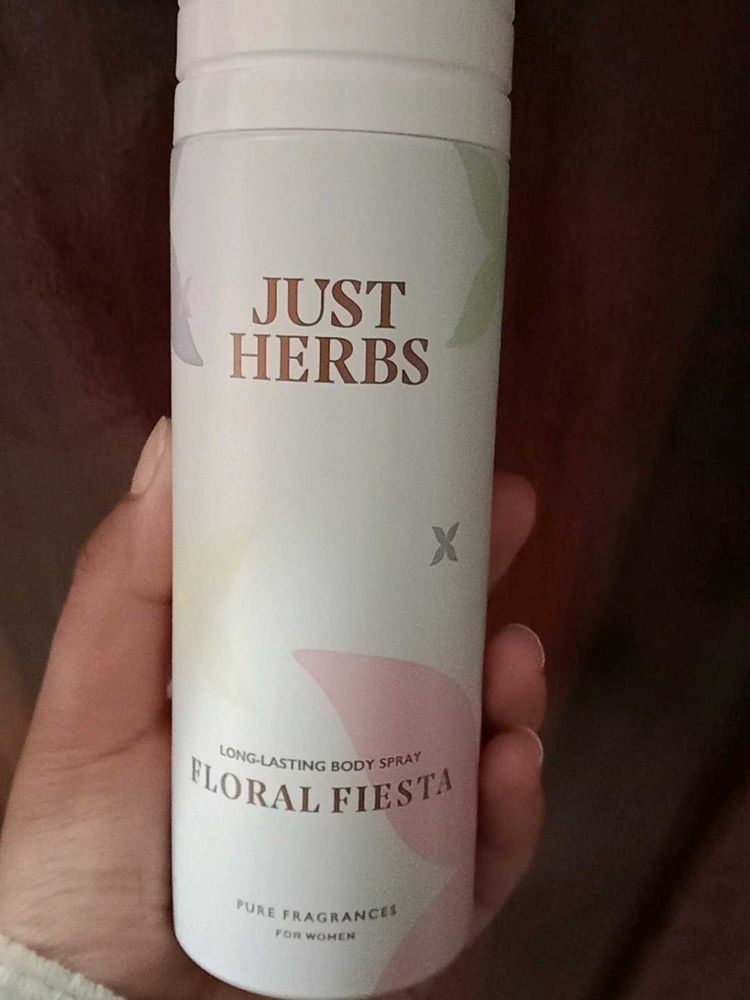 JUST
HERBS
LONG-LASTING BODY SPRAY
FLORAL FIESTA
PURE FRAGRANCES
FOR WOMEN